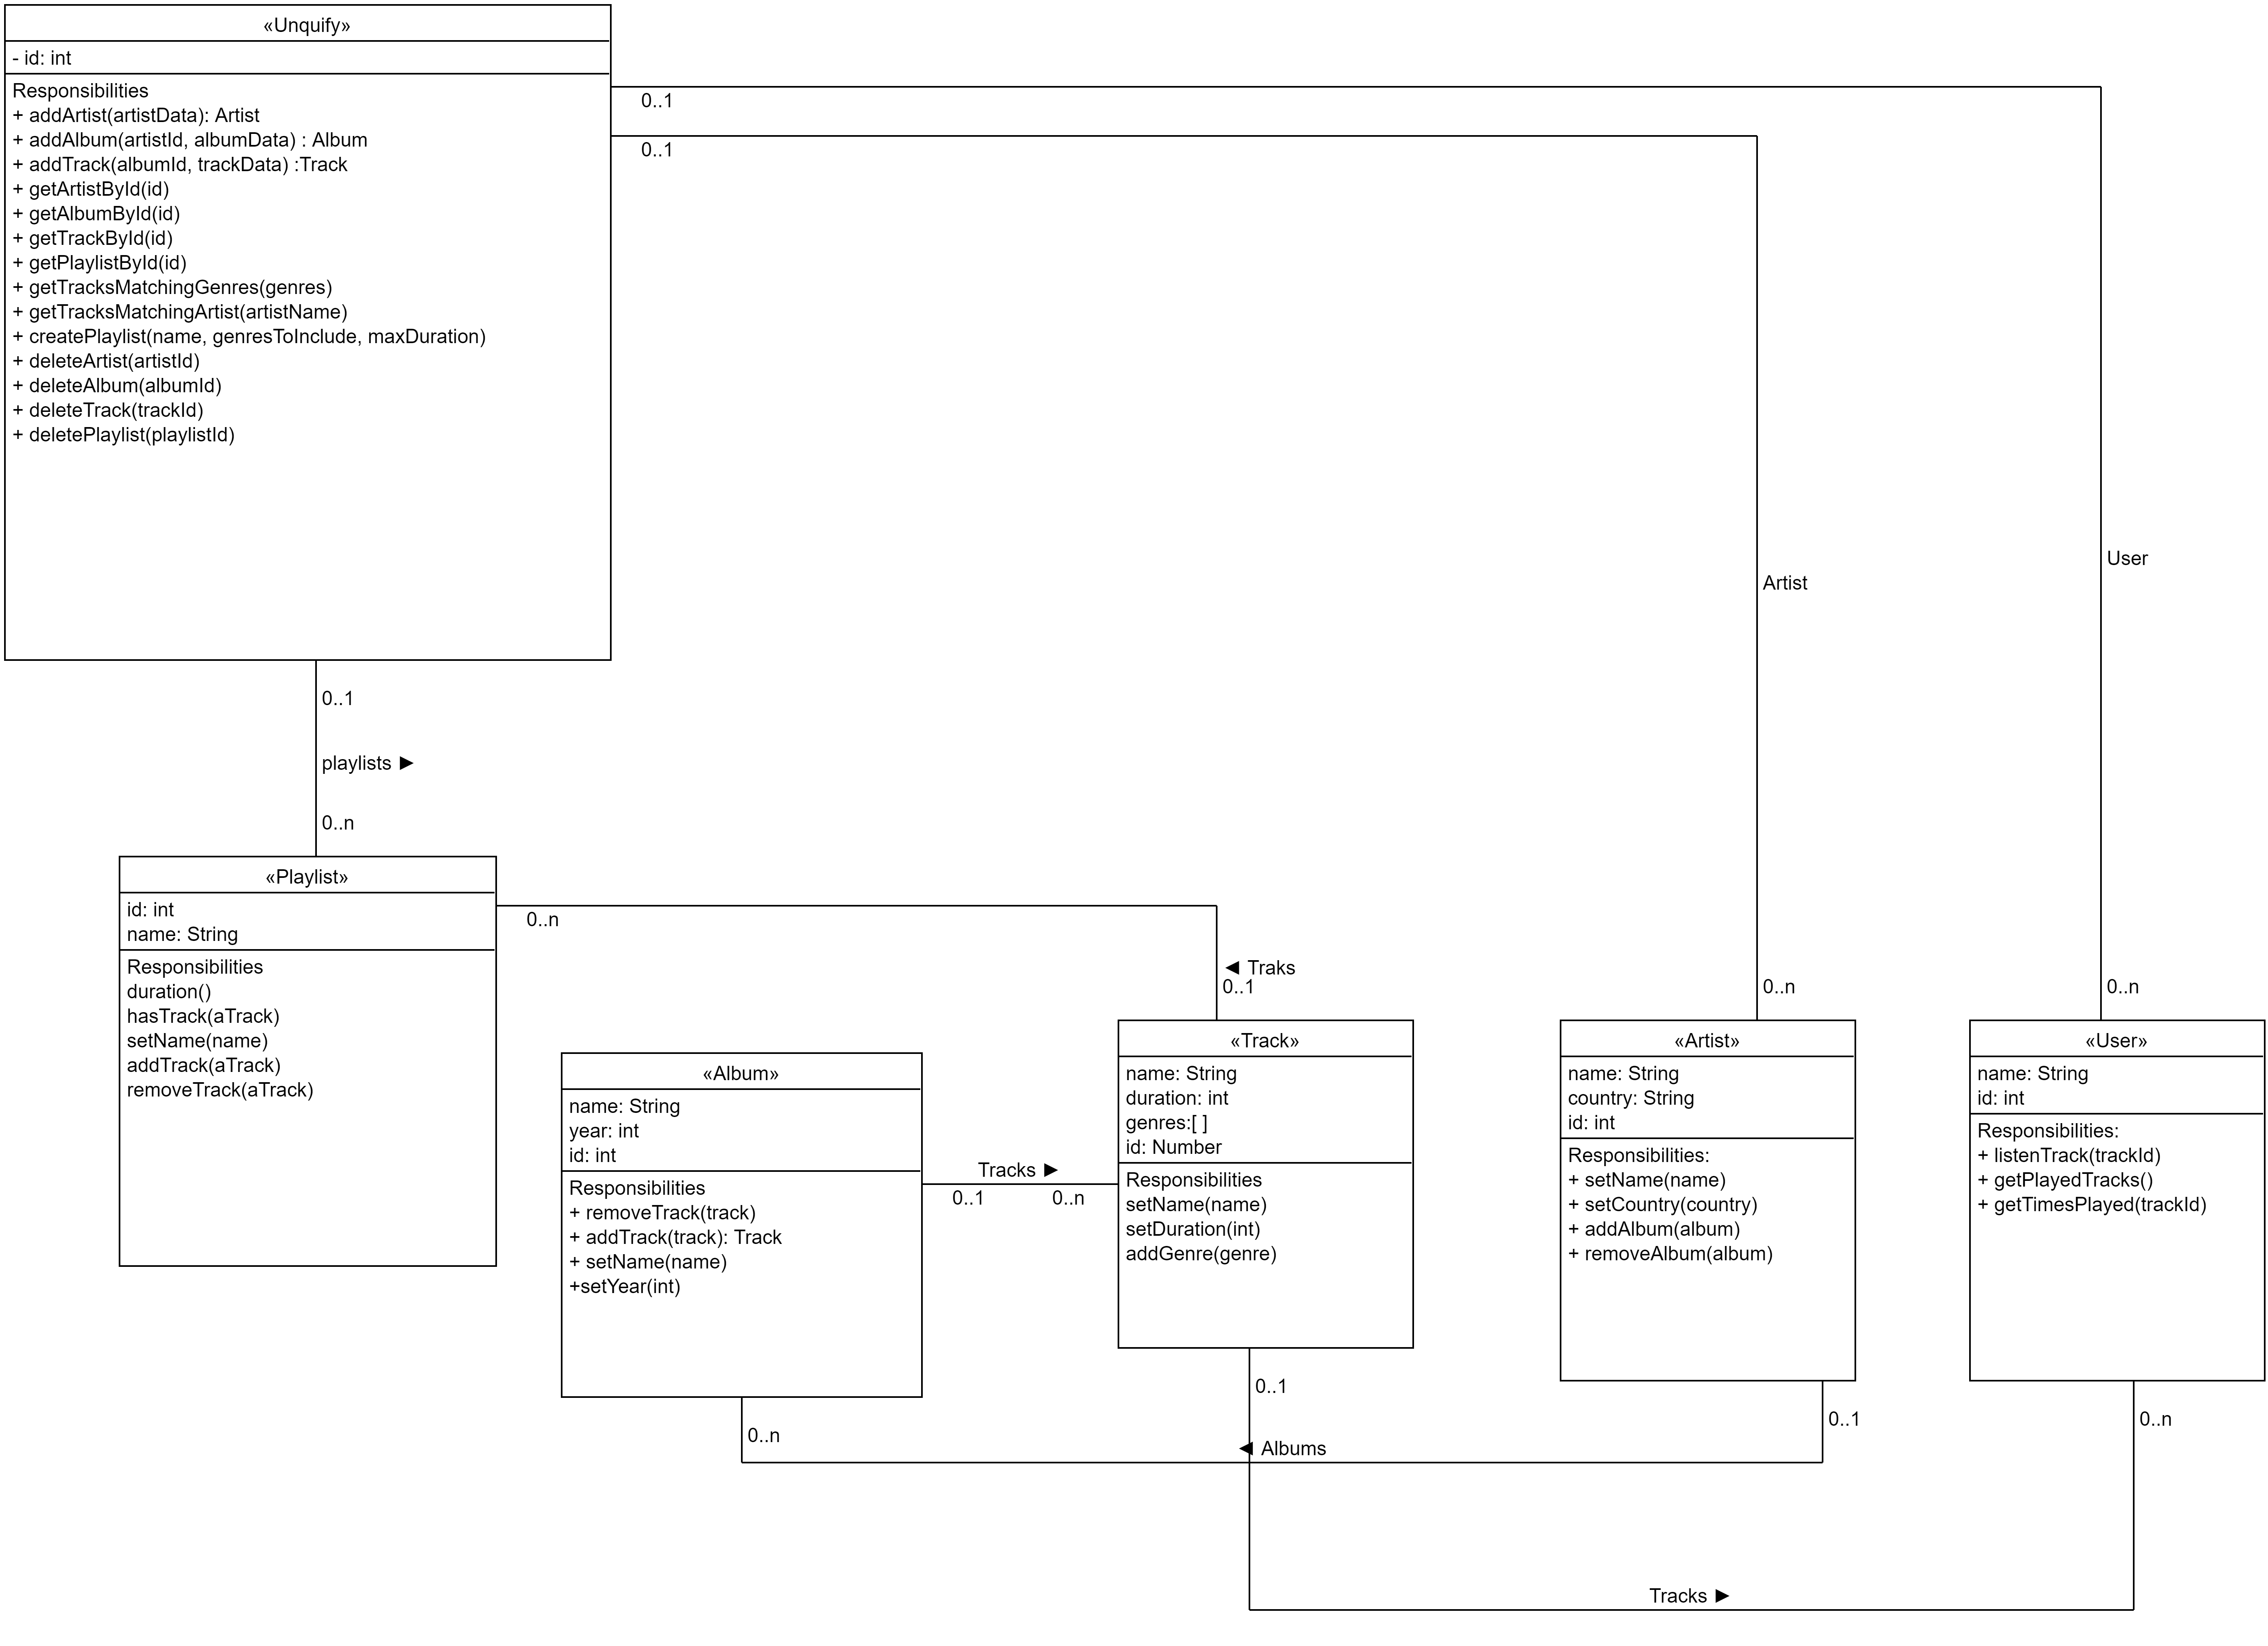 «Unquify»
- id: int
Responsibilities
+ addArtist(artistData): Artist
+ addAlbum(artistId, albumData) : Album
+ addTrack(albumId, trackData) :Track
+ getArtistById(id)
+ getAlbumById(id)
+ getTrackById(id)
+ getPlaylistById(id)
+ getTracksMatchingGenres(genres)
+ getTracksMatchingArtist(artistName)
+ createPlaylist(name, genresToInclude, maxDuration)
+ deleteArtist(artistId)
+ deleteAlbum(albumId)
+ deleteTrack(trackId)
+ deletePlaylist(playlistId)
0..1
0..1
User
Artist
0..1
playlists ►
0..n
«Playlist»
id: int
name: String
Responsibilities
duration()
hasTrack(aTrack)
setName(name)
addTrack(aTrack)
removeTrack(aTrack)
0..n
◄ Traks
0..1
0..n
0..n
«Album»
name: String
year: int
id: int
Responsibilities
+ removeTrack(track)
+ addTrack(track): Track
+ setName(name)
+setYear(int)
Tracks ►
0..1
0..n
«Track»
name: String
duration: int
genres:[ ]
id: Number
Responsibilities
setName(name)
setDuration(int)
addGenre(genre)
«Artist»
name: String
country: String
id: int
Responsibilities:
+ setName(name)
+ setCountry(country)
+ addAlbum(album)
+ removeAlbum(album)
«User»
name: String
id: int
Responsibilities:
+ listenTrack(trackId)
+ getPlayedTracks()
+ getTimesPlayed(trackId)
0..1
0..1
0..n
0..n
◄ Albums
Tracks ►